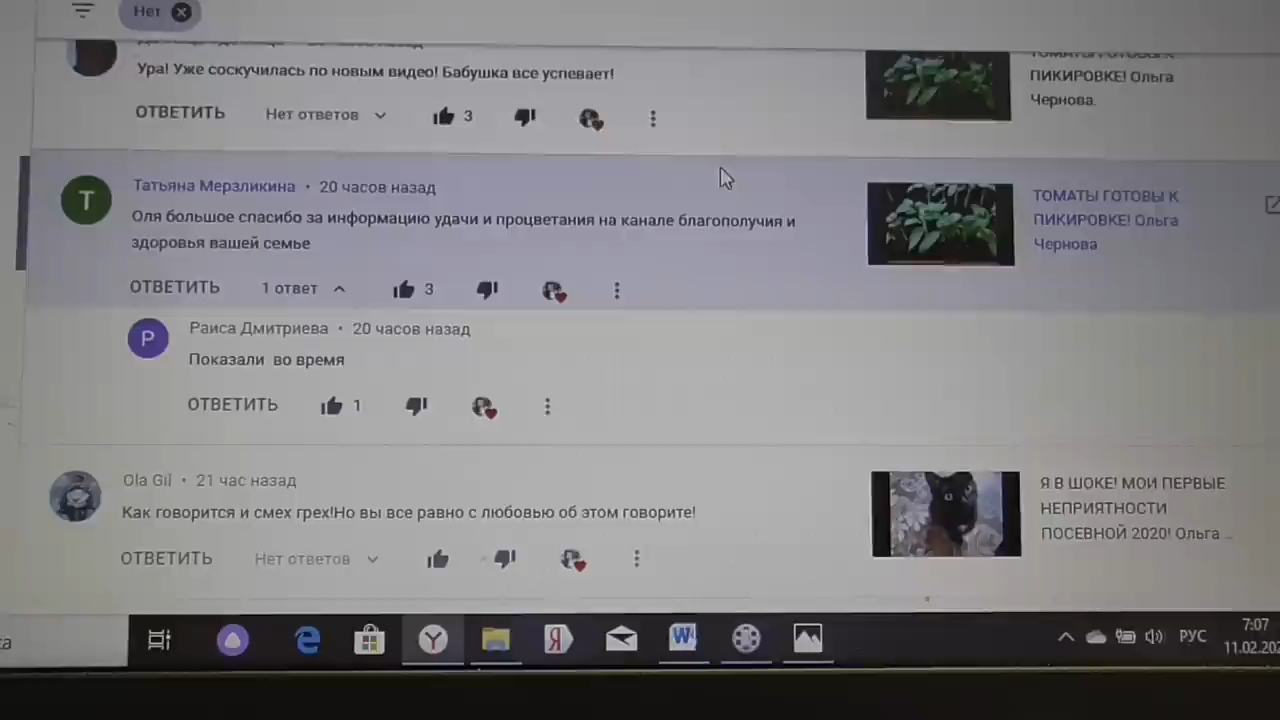 Нет
Ура! Уже соскучилась по новым видео! Бабушка все успевает!
ОТВЕТИТЬ Нет ответов 3
ТОМАТЫ ГОТОВЫ К
ПИКИРОВКЕ! Ольга
Чернова.
Т
Татьяна Мерзликина • 20 часов назад
Оля большое спасибо за информацию удачи и процветания на канале благополучия и
здоровья вашей семье
ОТВЕТИТЬ 1 ответ 3
ТОМАТЫ ГОТОВЫ К
ПИКИРОВКЕ! Ольга
Чернова
Р
Раиса Дмитриева • 20 часов назад
Показали во время
ОТВЕТИТЬ 1
Ola Gil • 21 час назад
Как говорится и смех грех!Но вы все равно с любовью об этом говорите!
ОТВЕТИТЬ Нет ответов
Я В ШОКЕ! МОИ ПЕРВЫЕ
НЕПРИЯТНОСТИ
ПОСЕВНОЙ 2020! Ольга ...
Я
W
РУС
7:07
11.02.202